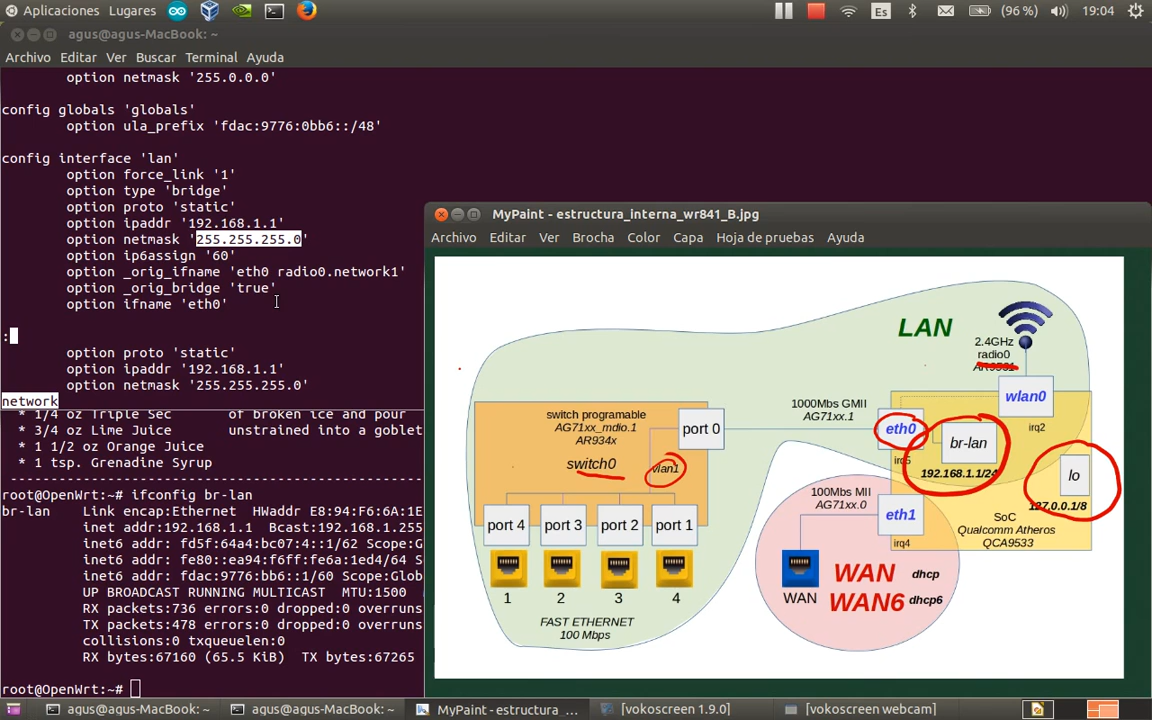 Aplicaciones Lugares
Es (96 %) 19:04
agus@agus-MacBook: ~
Archivo Editar Ver Buscar Terminal Ayuda
option netmask '255.0.0.0'
config globals 'globals'
option ula_prefix 'fdac:9776:0bb6::/48'
config interface 'lan'
option force_link '1'
option type 'bridge'
option proto 'static'
option ipaddr '192.168.1.1'
option netmask '255.255.255.0'
option ip6assign '60'
option _orig_ifname 'eth0 radio0.network1'
option _orig_bridge 'true'
option ifname 'eth0'
:
option proto 'static'
option ipaddr '192.168.1.1'
option netmask '255.255.255.0'
network
* 1/4 oz Triple Sec of broken ice and pour
* 3/4 oz Lime Juice unstrained into a goblet
* 1 1/2 oz Orange Juice
* 1 tsp. Grenadine Syrup
-----------------------------------------------------
root@OpenWrt:~# ifconfig br-lan
br-lan Link encap:Ethernet HWaddr E8:94:F6:6A:1E
inet addr:192.168.1.1 Bcast:192.168.1.255
inet6 addr: fd5f:64a4:bc07:4::1/62 Scope:G
inet6 addr: fe80::ea94:f6ff:fe6a:1ed4/64 S
inet6 addr: fdac:9776:bb6::1/60 Scope:Glob
UP BROADCAST RUNNING MULTICAST MTU:1500
RX packets:736 errors:0 dropped:0 overruns
TX packets:478 errors:0 dropped:0 overruns
collisions:0 txqueuelen:0
RX bytes:67160 (65.5 KiB) TX bytes:67265
root@OpenWrt:~#
MyPaint - estructura_interna_wr841_B.jpg
Archivo Editar Ver Brocha Color Capa Hoja de pruebas Ayuda
LAN
2.4GHz
radio0
wlan0
irq2
1000Mbs GMII
AG71xx.1
eth0
br-lan
192.168.1.1/24
lo
127.0.0.1/8
switch programable
AG71xx_mdio.1
AR934x
switch0
vlan1
port 0
port 4 port 3 port 2 port 1
1 2 3 4
FAST ETHERNET
100 Mbps
100Mbs MII
AG71xx.0
eth1
irq4
SoC
Qualcomm Atheros
QCA9533
WAN
WAN dhcp
WAN6 dhcp6
agus@agus-MacBook: ~ agus@agus-MacBook: ~ MyPaint - estructura_... [vokoscreen 1.9.0] [vokoscreen webcam]